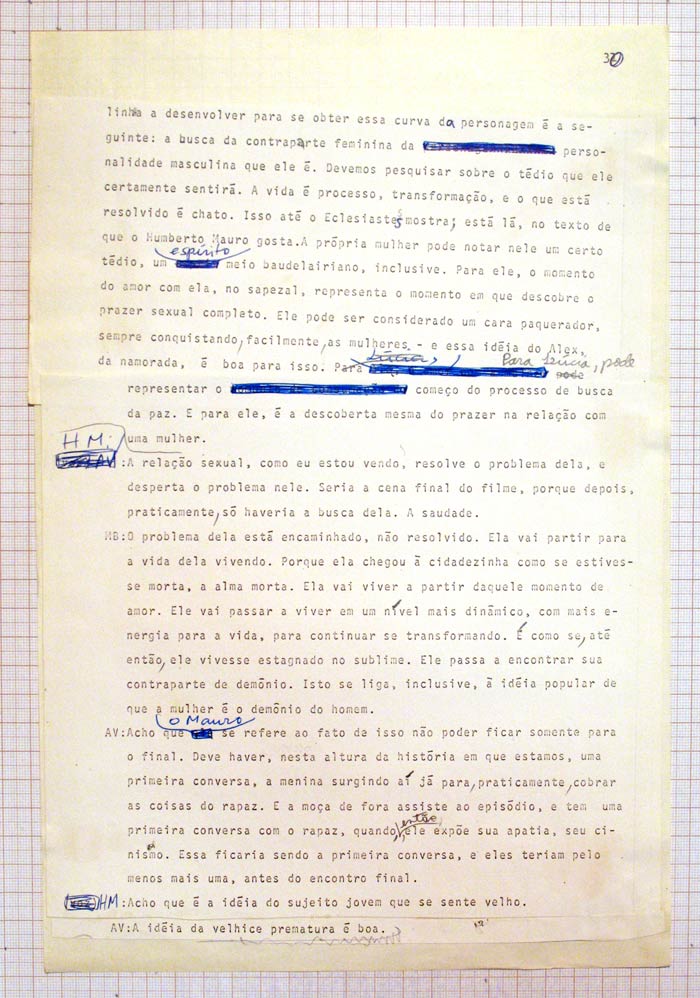 30
linha a desenvolver para se obter essa curva da personagem é a se-
guinte: a busca da contraparte feminina da perso-
nalidade masculina que ele é. Devemos pesquisar sobre o tédio que ele
certamente sentirá. A vida é processo, transformação, e o que está
resolvido é chato. Isso até o Eclesiastes mostra; está lá, no texto de
que o Humberto Mauro gosta.A própria mulher pode notar nele um certo
espírito
tédio, um meio baudelairiano, inclusive. Para ele, o momento
do amor com ela, no sapezal, representa o momento em que descobre o
prazer sexual completo. Ele pode ser considerado um cara paquerador,
sempre conquistando, facilmente, as mulheres - e essa idéia do Alex,
da namorada, é boa para isso. Para Lúcia, pode
representar o começo do processo de busca
da paz. E para ele, é a descoberta mesma do prazer na relação com
uma mulher.
HM:A relação sexual, como eu estou vendo, resolve o problema dela, e
desperta o problema nele. Seria a cena final do filme, porque depois,
praticamente, só haveria a busca dela. A saudade.
MB:O problema dela está encaminhado, não resolvido. Ela vai partir para
a vida dela vivendo. Porque ela chegou à cidadezinha como se estives-
se morta, a alma morta. Ela vai viver a partir daquele momento de
amor. Ele vai passar a viver em um nível mais dinâmico, com mais e-
nergia para a vida, para continuar se transformando. É como se, até
então, ele vivesse estagnado no sublime. Ele passa a encontrar sua
contraparte de demônio. Isto se liga, inclusive, à idéia popular de
que a mulher é o demônio do homem.
o Mauro
AV:Acho que se refere ao fato de isso não poder ficar somente para
o final. Deve haver, nesta altura da história em que estamos, uma
primeira conversa, a menina surgindo aí já para, praticamente, cobrar
as coisas do rapaz. E a moça de fora assiste ao episódio, e tem uma
então
primeira conversa com o rapaz, quando, ele expõe sua apatia, seu ci-
nismo. Essa ficaria sendo a primeira conversa, e eles teriam pelo
menos mais uma, antes do encontro final.
HM:Acho que é a idéia do sujeito jovem que se sente velho.
AV:A idéia da velhice prematura é boa.